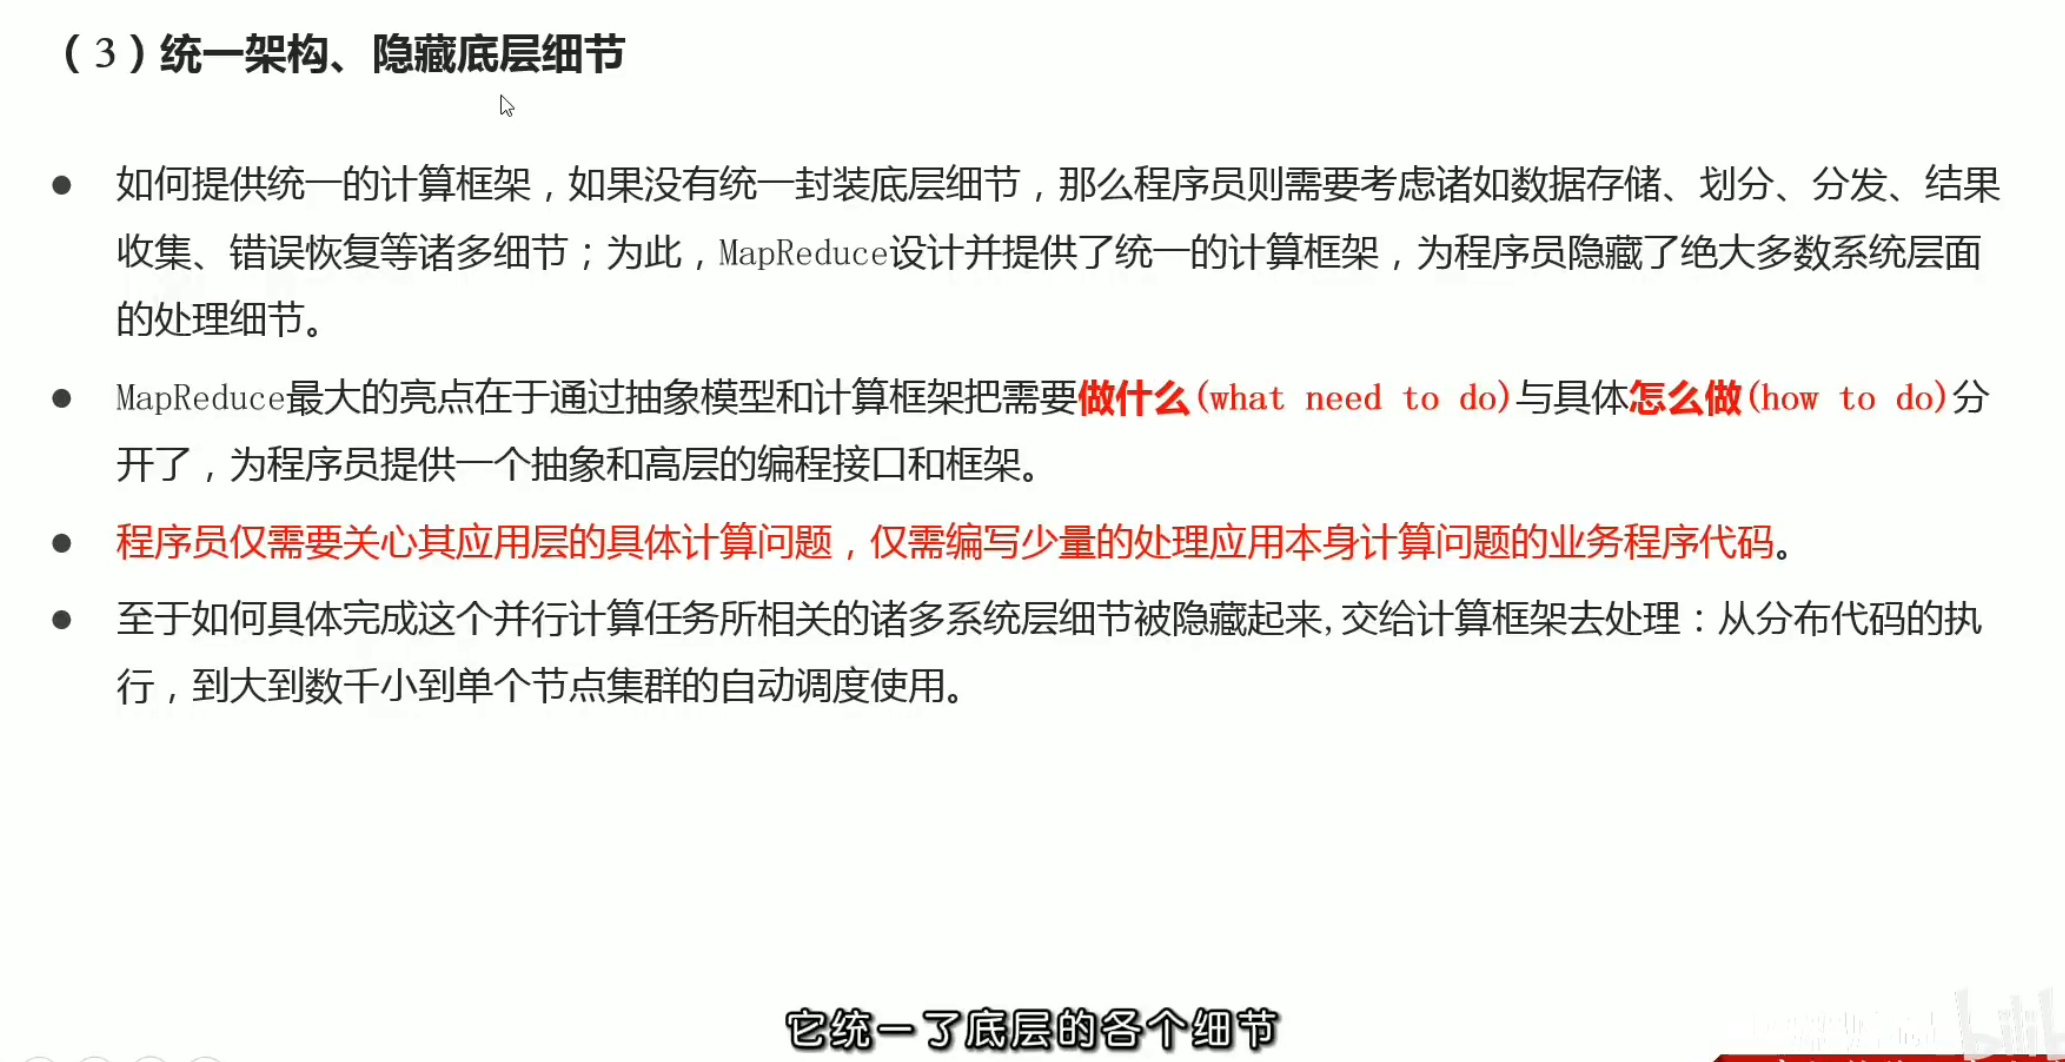 （3）统一架构、隐藏底层细节
● 如何提供统一的计算框架，如果没有统一封装底层细节，那么程序员则需要考虑诸如数据存储、划分、分发、结果
收集、错误恢复等诸多细节；为此，MapReduce设计并提供了统一的计算框架，为程序员隐藏了绝大多数系统层面
的处理细节。
● MapReduce最大的亮点在于通过抽象模型和计算框架把需要做什么(what need to do)与具体怎么做(how to do)分
开了，为程序员提供一个抽象和高层的编程接口和框架。
● 程序员仅需要关心其应用层的具体计算问题，仅需编写少量的处理应用本身计算问题的业务程序代码。
● 至于如何具体完成这个并行计算任务所相关的诸多系统层细节被隐藏起来,交给计算框架去处理：从分布代码的执
行，到大到数千小到单个节点集群的自动调度使用。
它统一了底层的各个细节